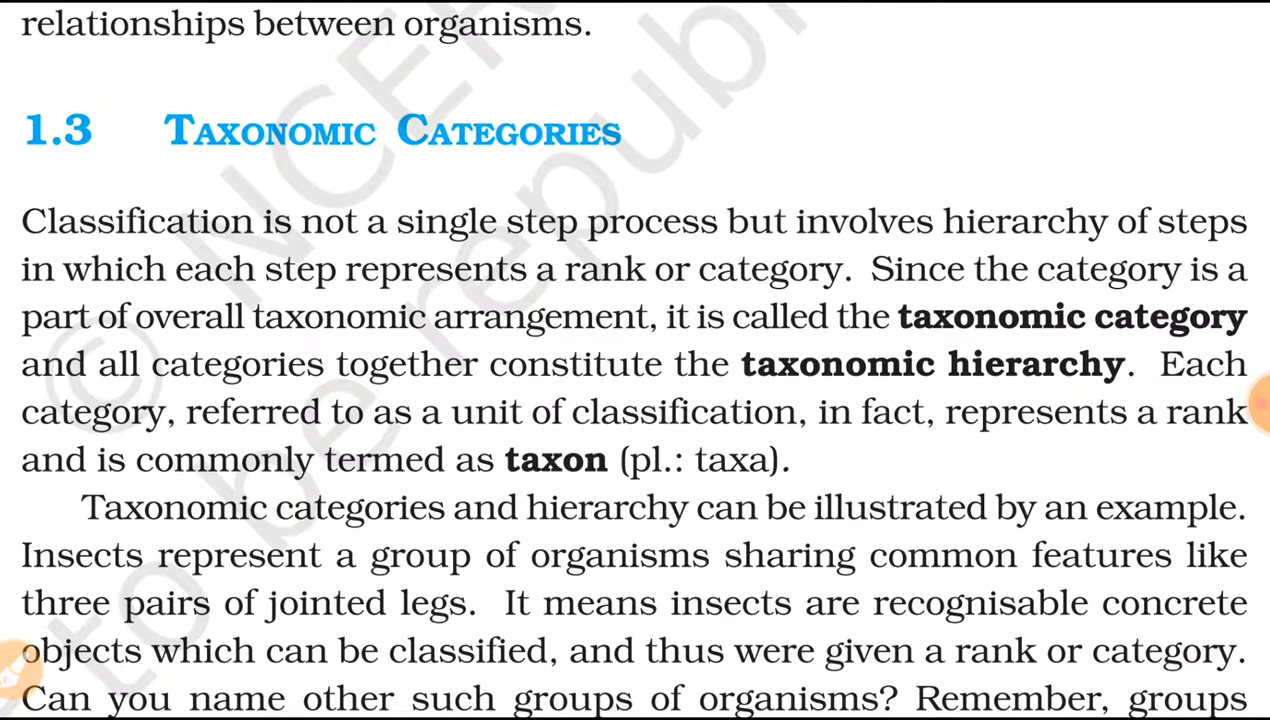 relationships between organisms.
1.3 TAXONOMIC CATEGORIES
Classification is not a single step process but involves hierarchy of steps
in which each step represents a rank or category. Since the category is a
part of overall taxonomic arrangement, it is called the taxonomic category
and all categories together constitute the taxonomic hierarchy. Each
category, referred to as a unit of classification, in fact, represents a rank
and is commonly termed as taxon (pl.: taxa).
Taxonomic categories and hierarchy can be illustrated by an example.
Insects represent a group of organisms sharing common features like
three pairs of jointed legs. It means insects are recognisable concrete
objects which can be classified, and thus were given a rank or category.
Can you name other such groups of organisms? Remember, groups
© NCER
to be republ